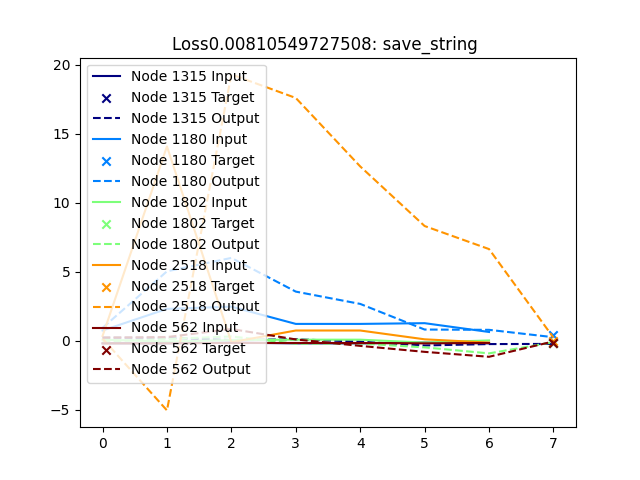 Loss0.00810549727508: save_string
20
15
10
5
0
−5
Node 1315 Input
Node 1315 Target
Node 1315 Output
Node 1180 Input
Node 1180 Target
Node 1180 Output
Node 1802 Input
Node 1802 Target
Node 1802 Output
Node 2518 Input
Node 2518 Target
Node 2518 Output
Node 562 Input
Node 562 Target
Node 562 Output
0 1 2 3 4 5 6 7